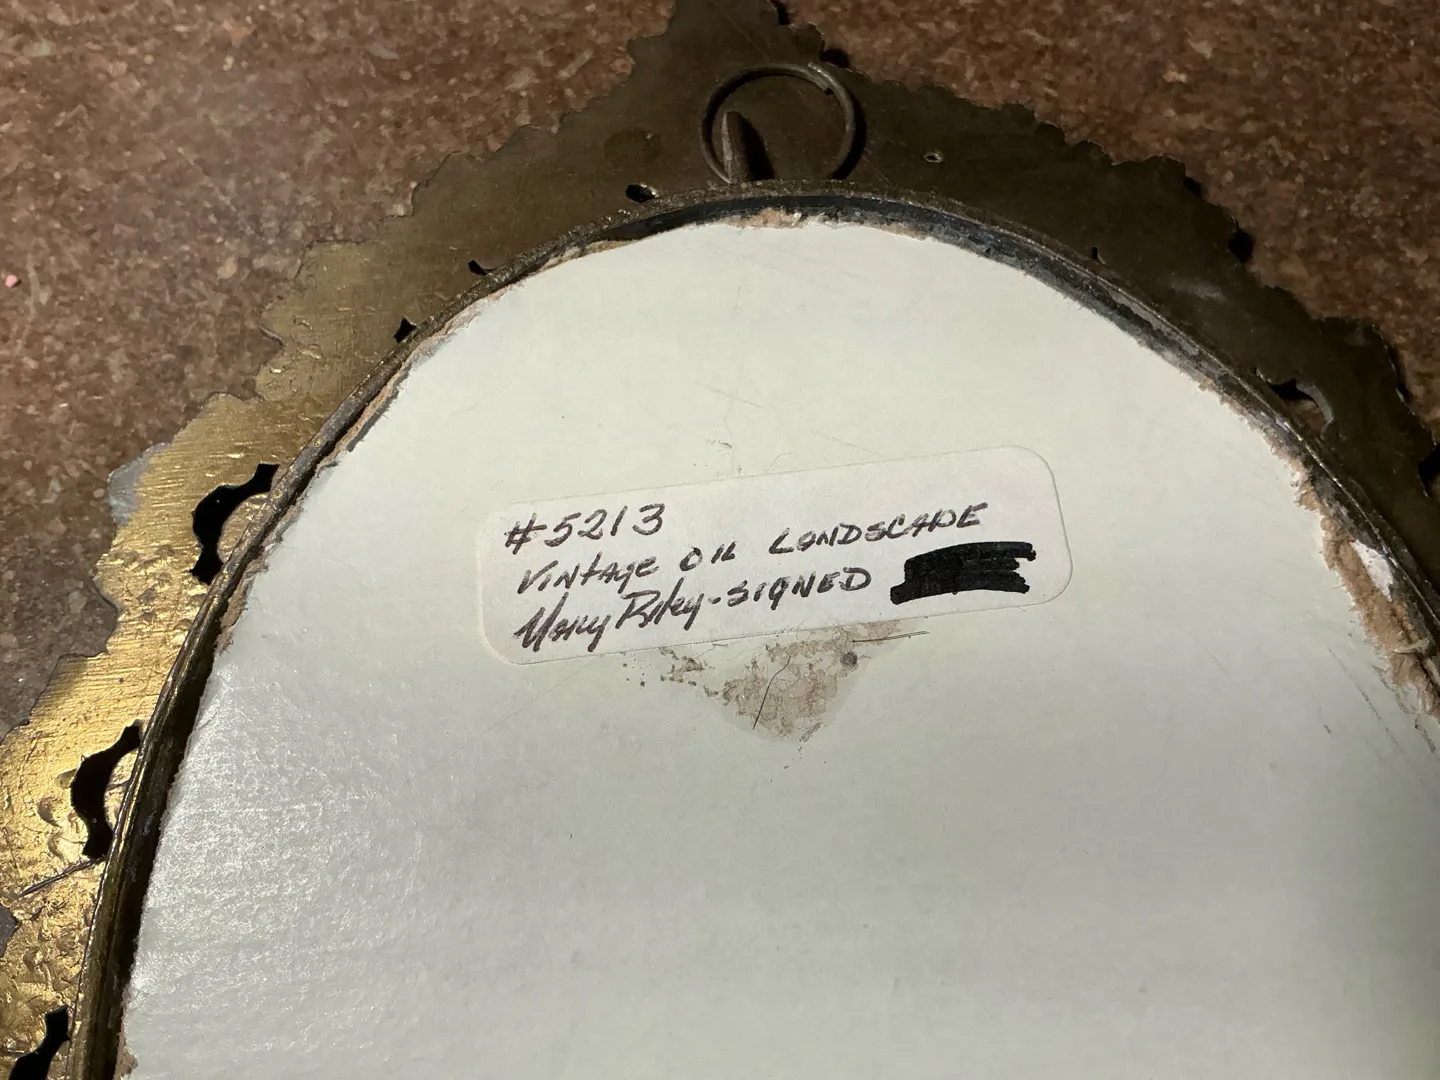 #5213
VINTAGE OIL LANDSCAPE
Mary Riley-SIGNED